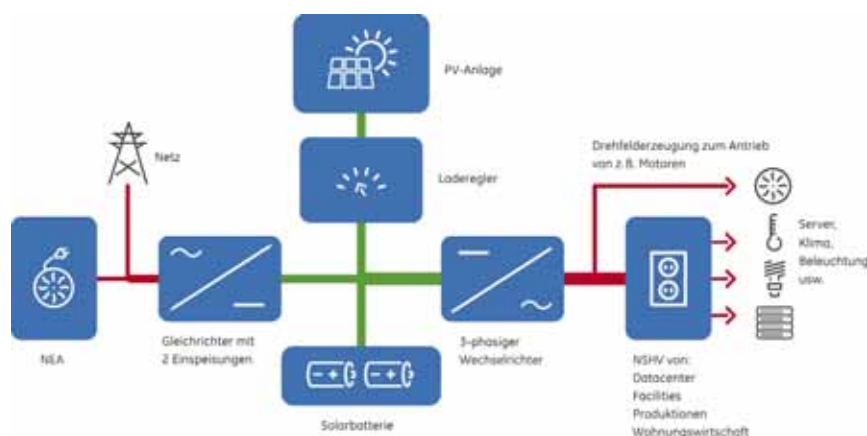 PV-Anlage
Netz
Laderegler
Drehfelderzeugung zum Antrieb
von z.B. Motoren
Server,
Klima,
Beleuchtung
usw.
NEA
Gleichrichter mit
2 Einspeisungen
3-phasiger
Wechselrichter
Solarbatterie
NSHV von:
Datacenter
Facilities
Produktionen
Wohnungswirtschaft